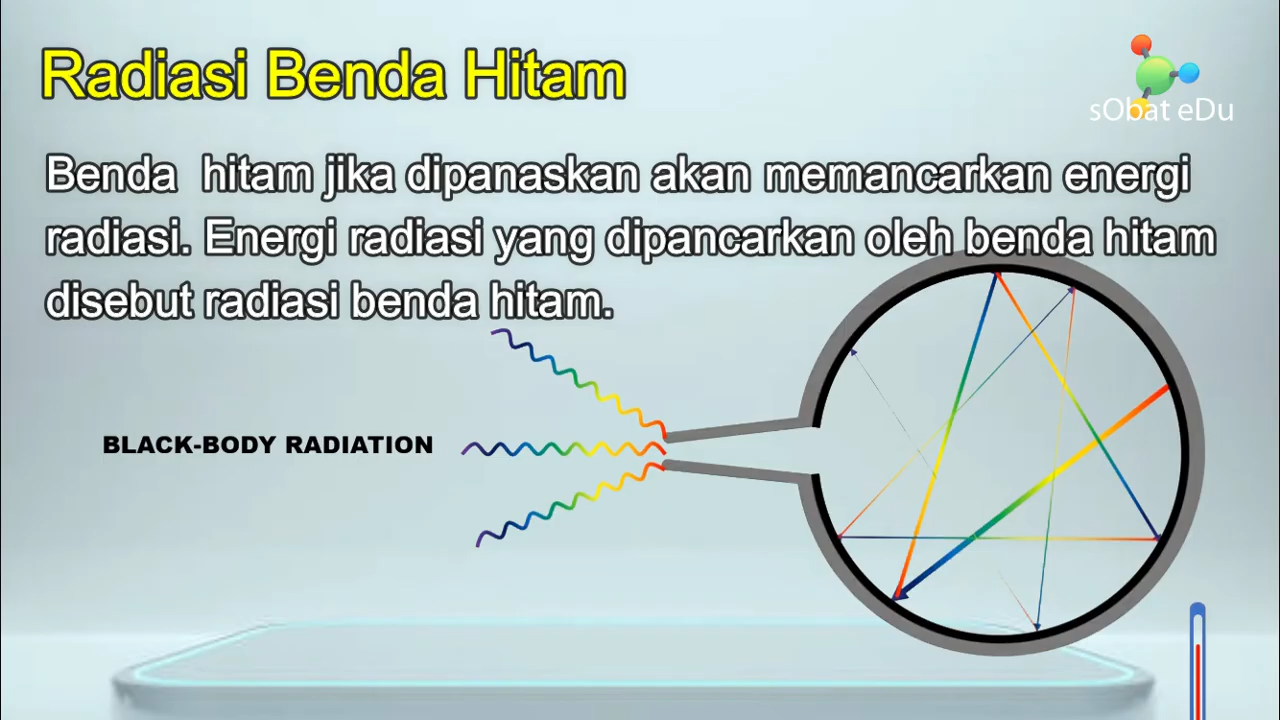 Radiasi Benda Hitam
sObat eDu
Benda hitam jika dipanaskan akan memancarkan energi
radiasi. Energi radiasi yang dipancarkan oleh benda hitam
disebut radiasi benda hitam.
BLACK-BODY RADIATION